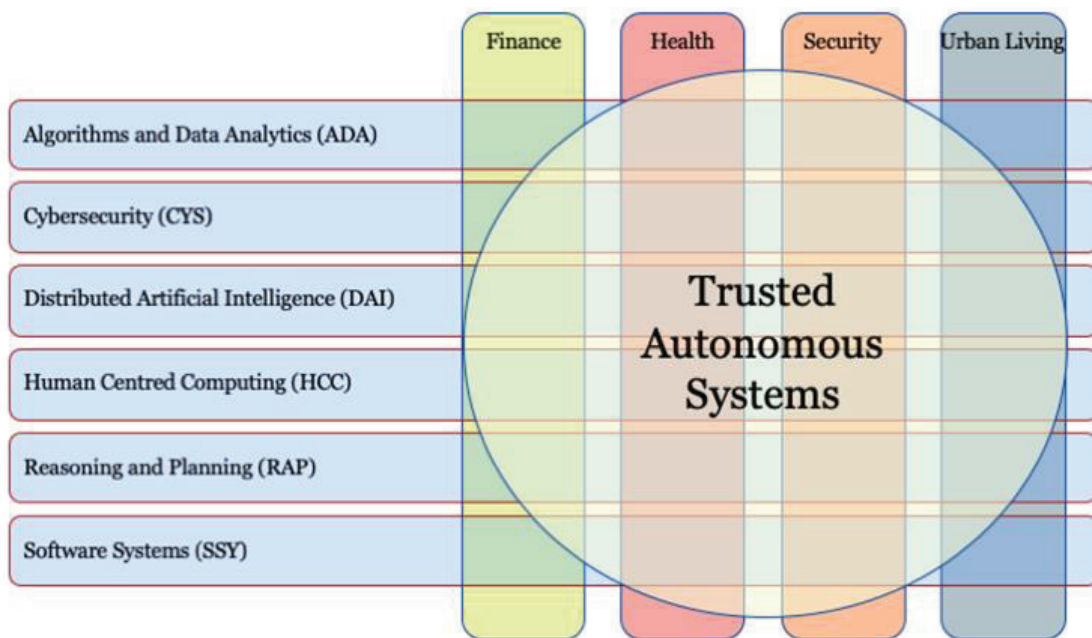 Finance
Health
Security
Urban Living
Algorithms and Data Analytics (ADA)
Cybersecurity (CYS)
Distributed Artificial Intelligence (DAI)
Human Centred Computing (HCC)
Reasoning and Planning (RAP)
Software Systems (SSY)
Trusted
Autonomous
Systems